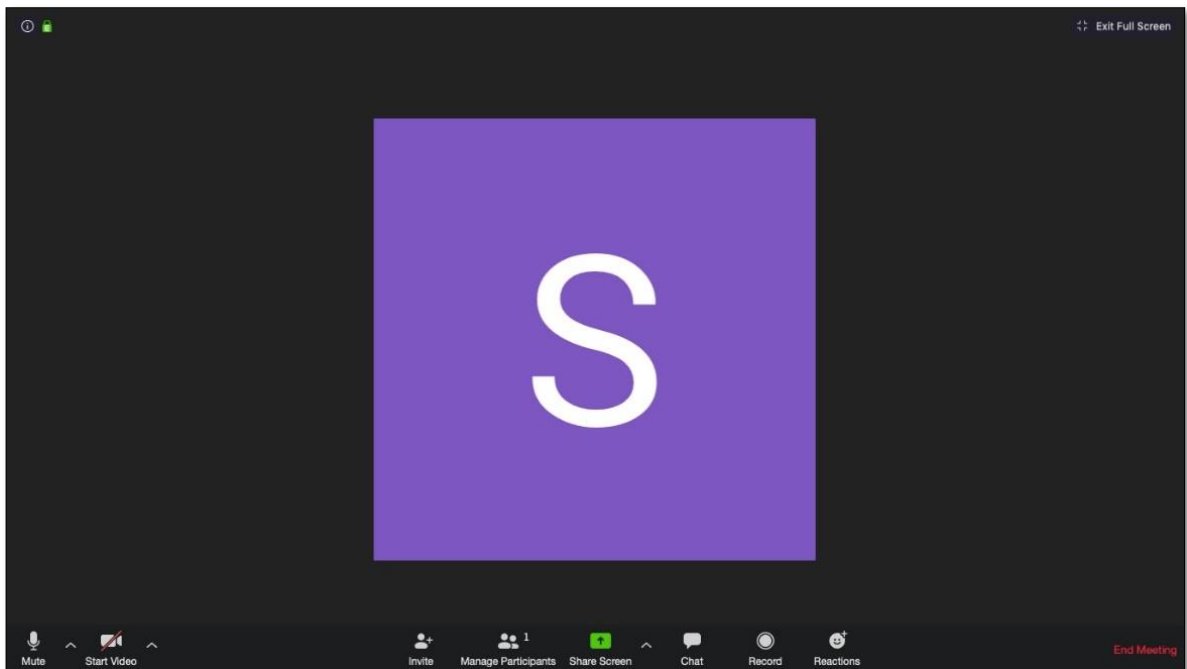 Exit Full Screen
S
1
Mute
Start Video
Invite
Manage Participants
Share Screen
Chat
Record
Reactions
End Meeting